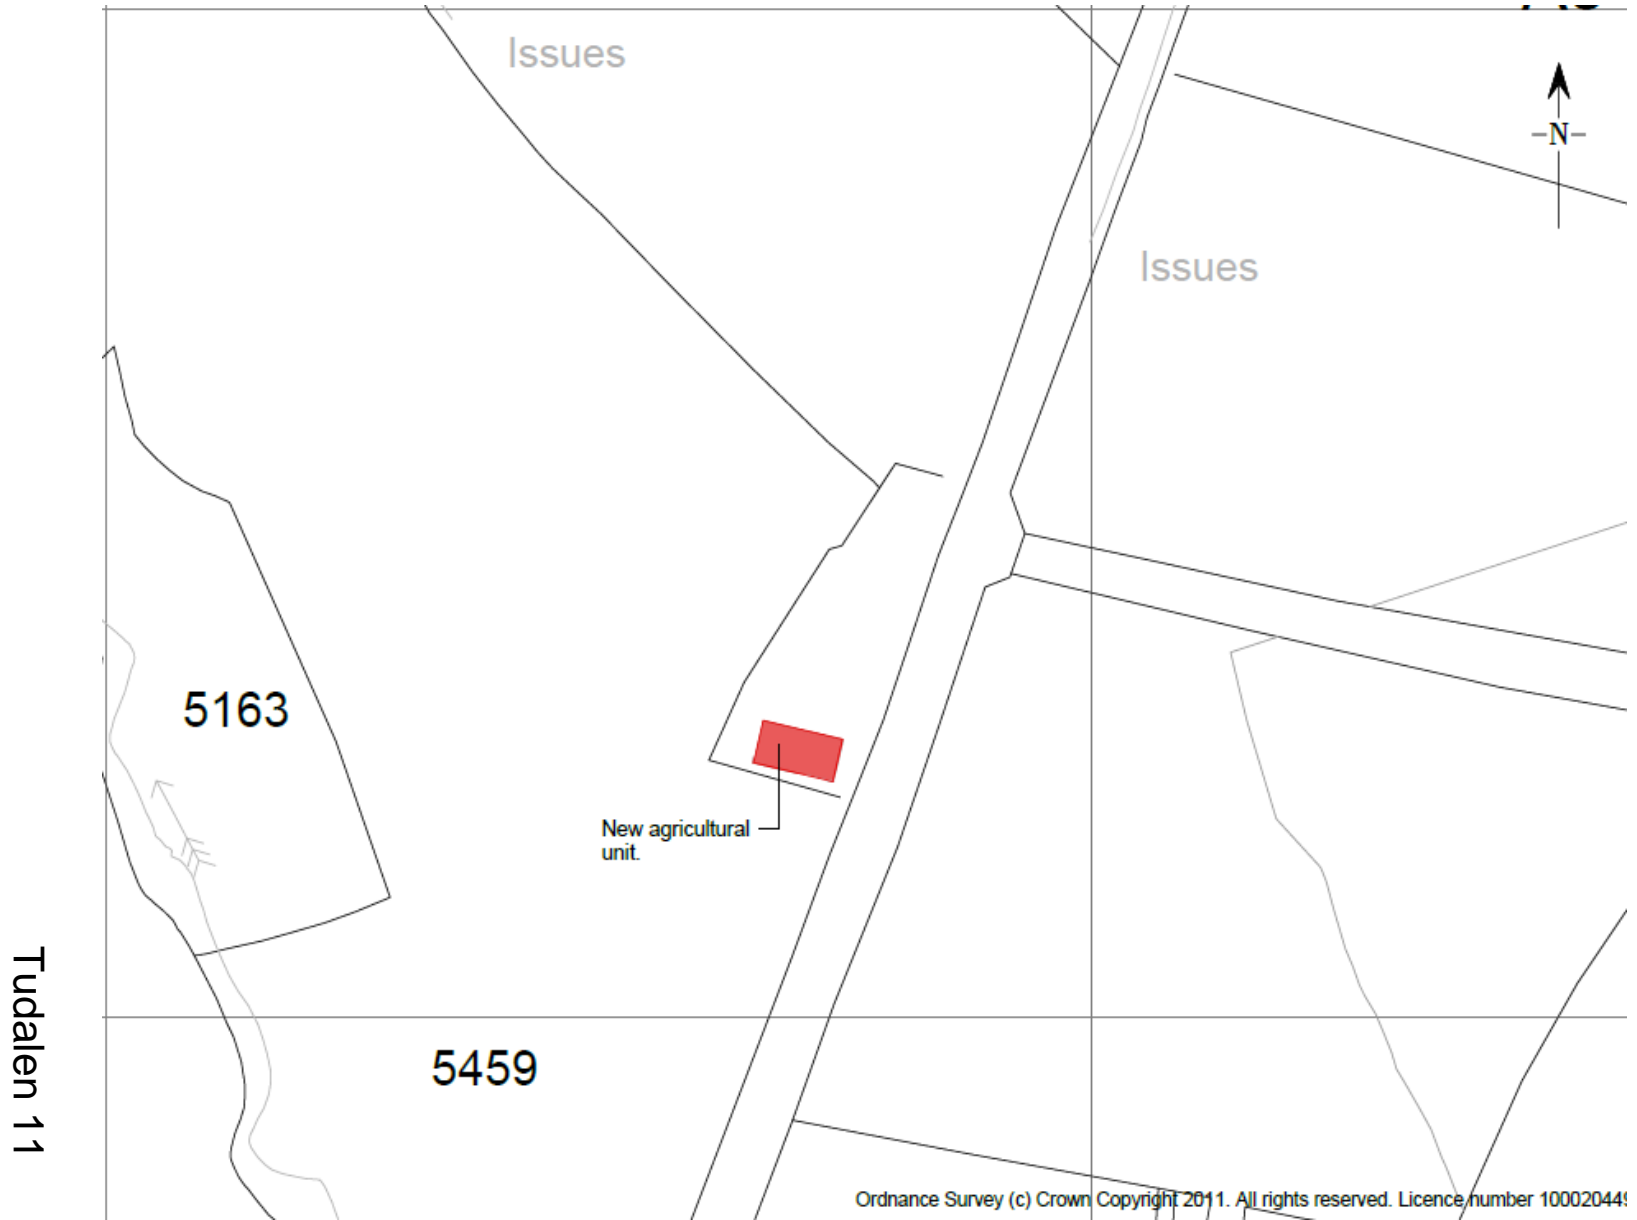 Issues
-N-
Issues
5163
New agricultural
unit.
5459
Tudalen 11
Ordnance Survey (c) Crown Copyright 2011. All rights reserved. Licence number 100020449